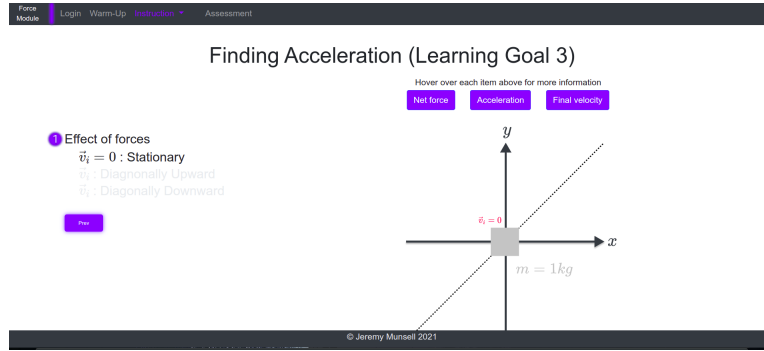 Force
Module
Login Warm-Up Instruction Assessment
Finding Acceleration (Learning Goal 3)
Hover over each item above for more information
Net force Acceleration Final velocity
1 Effect of forces
v⃗ᵢ = 0 : Stationary
v⃗ᵢ : Diagnonally Upward
v⃗ᵢ : Diagonally Downward
Prev
y
v⃗ᵢ = 0
x
m = 1kg
© Jeremy Munsell 2021